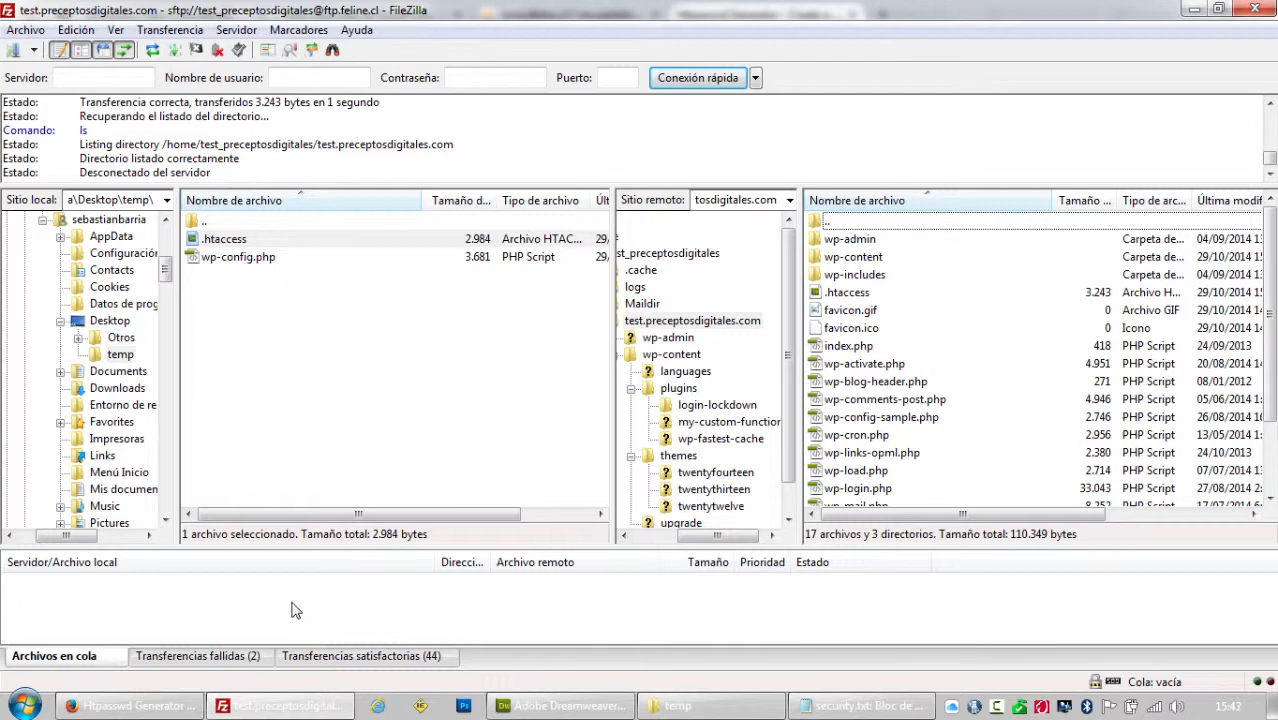 test.preceptosdigitales.com - sftp://test_preceptosdigitales@ftp.feline.cl - FileZilla
Archivo Edición Ver Transferencia Servidor Marcadores Ayuda
Servidor: Nombre de usuario: Contraseña: Puerto: Conexión rápida
Estado: Transferencia correcta, transferidos 3.243 bytes en 1 segundo
Estado: Recuperando el listado del directorio...
Comando: ls
Estado: Listing directory /home/test_preceptosdigitales/test.preceptosdigitales.com
Estado: Directorio listado correctamente
Estado: Desconectado del servidor
Sitio local: a\Desktop\temp\
sebastianbarria
AppData
Configuración
Contacts
Cookies
Datos de prog
Desktop
Otros
temp
Documents
Downloads
Entorno de re
Favorites
Impresoras
Links
Menú Inicio
Mis documen
Music
Pictures
Nombre de archivo Tamaño d... Tipo de archivo Últ
..
.htaccess 2.984 Archivo HTAC... 29,
wp-config.php 3.681 PHP Script 29,
1 archivo seleccionado. Tamaño total: 2.984 bytes
Sitio remoto: tosdigitales.com
st_preceptosdigitales
.cache
logs
Maildir
test.preceptosdigitales.com
wp-admin
wp-content
languages
plugins
login-lockdown
my-custom-function
wp-fastest-cache
themes
twentyfourteen
twentythirteen
twentytwelve
upgrade
Nombre de archivo Tamaño ... Tipo de arc... Última modif
..
wp-admin Carpeta de... 04/09/2014 1
wp-content Carpeta de... 29/10/2014 15
wp-includes Carpeta de... 04/09/2014 1
.htaccess 3.243 Archivo H... 29/10/2014 15
favicon.gif 0 Archivo GIF 29/10/2014
favicon.ico 0 Icono 29/10/2014
index.php 418 PHP Script 24/09/2013
wp-activate.php 4.951 PHP Script 20/08/2014
wp-blog-header.php 271 PHP Script 08/01/2012
wp-comments-post.php 4.946 PHP Script 05/06/2014
wp-config-sample.php 2.746 PHP Script 26/08/2014
wp-cron.php 2.956 PHP Script 13/05/2014
wp-links-opml.php 2.380 PHP Script 24/10/2013
wp-load.php 2.714 PHP Script 07/07/2014
wp-login.php 33.043 PHP Script 27/08/2014 2:
wp-mail.php 8.252 PHP Script 17/07/2014
17 archivos y 3 directorios. Tamaño total: 110.349 bytes
Servidor/Archivo local Direcci... Archivo remoto Tamaño Prioridad Estado
Archivos en cola Transferencias fallidas (2) Transferencias satisfactorias (44)
Cola: vacía
Htpasswd Generator ... test.preceptosdigital... Adobe Dreamweaver... temp security.txt: Bloc de ... 15:43